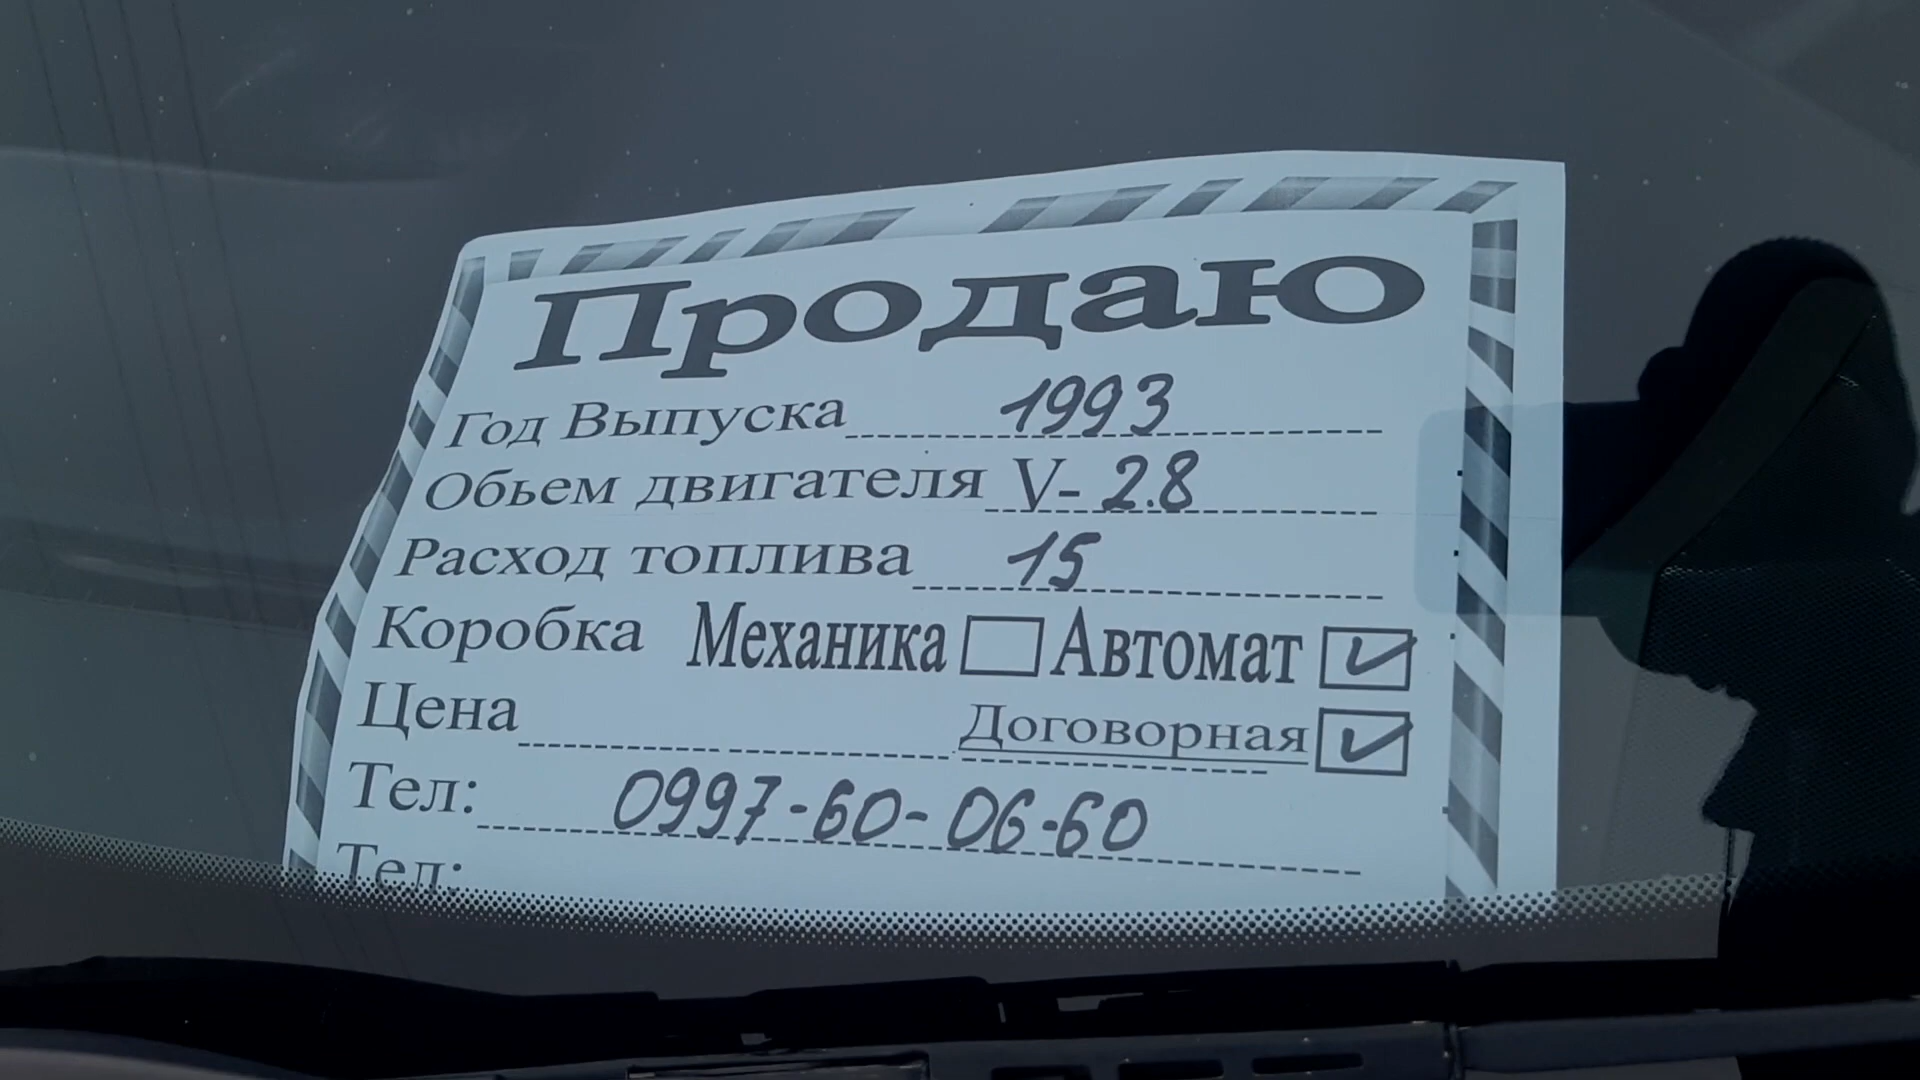 Продаю
Год Выпуска 1993
Обьем двигателя V- 2.8
Расход топлива 15
Коробка Механика Автомат
Цена Договорная
Тел: 0997-60-06-60
Тел: